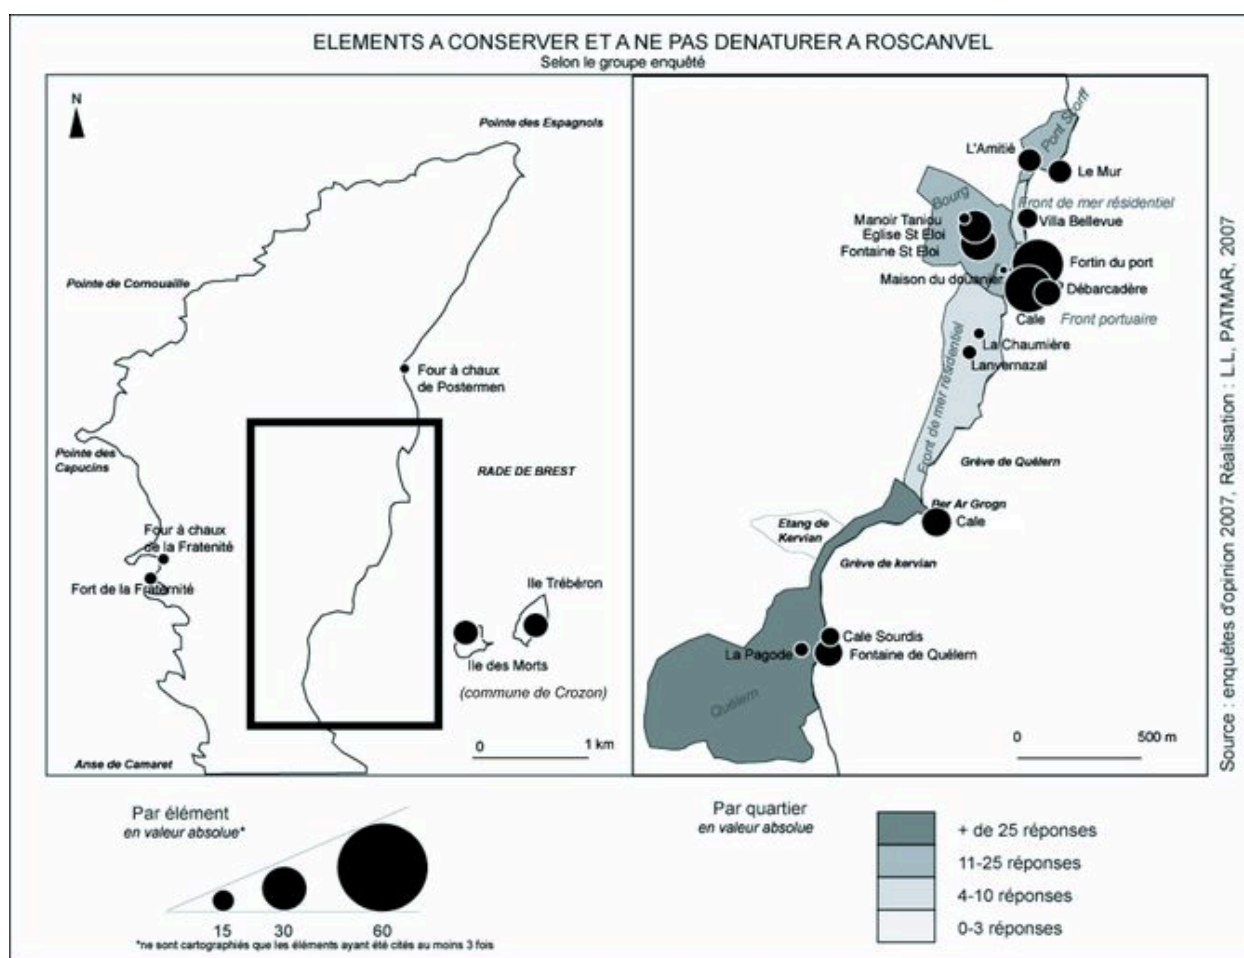 ELEMENTS A CONSERVER ET A NE PAS DENATURER A ROSCANVEL
Selon le groupe enquêté
N
Pointe des Espagnols
Pointe de Cornouaille
Four à chaux
de Postermen
Pointe des
Capucins
RADE DE BREST
Four à chaux
de la Fratenité
Fort de la Fraternité
Ile Trébéron
Ile des Morts
(commune de Crozon)
0 1 km
Anse de Camaret
Pont Scorff
L'Amitié
Le Mur
Bourg
Front de mer résidentiel
Manoir Taniou
Villa Bellevue
Eglise St Eloi
Fontaine St Eloi
Fortin du port
Maison du douanier
Débarcadère
Cale
Front portuaire
La Chaumière
Lanvernazal
Front de mer résidentiel
Grève de Quélern
Per Ar Grogn
Cale
Etang de
Kervian
Grève de kervian
Cale Sourdis
La Pagode
Fontaine de Quélern
Quélern
0 500 m
Source : enquêtes d'opinion 2007, Réalisation : L.L, PATMAR, 2007
Par élément
en valeur absolue*
15 30 60
*ne sont cartographiés que les éléments ayant été cités au moins 3 fois
Par quartier
en valeur absolue
+ de 25 réponses
11-25 réponses
4-10 réponses
0-3 réponses